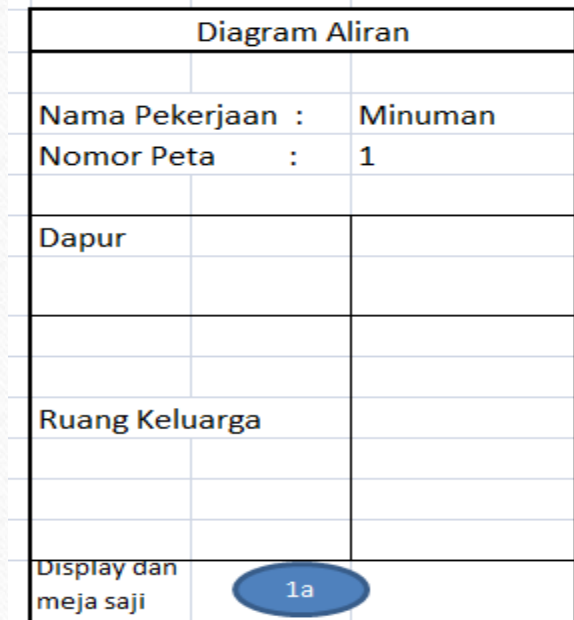 Diagram Aliran
Nama Pekerjaan : Minuman
Nomor Peta : 1
Dapur
Ruang Keluarga
Display dan
meja saji
1a